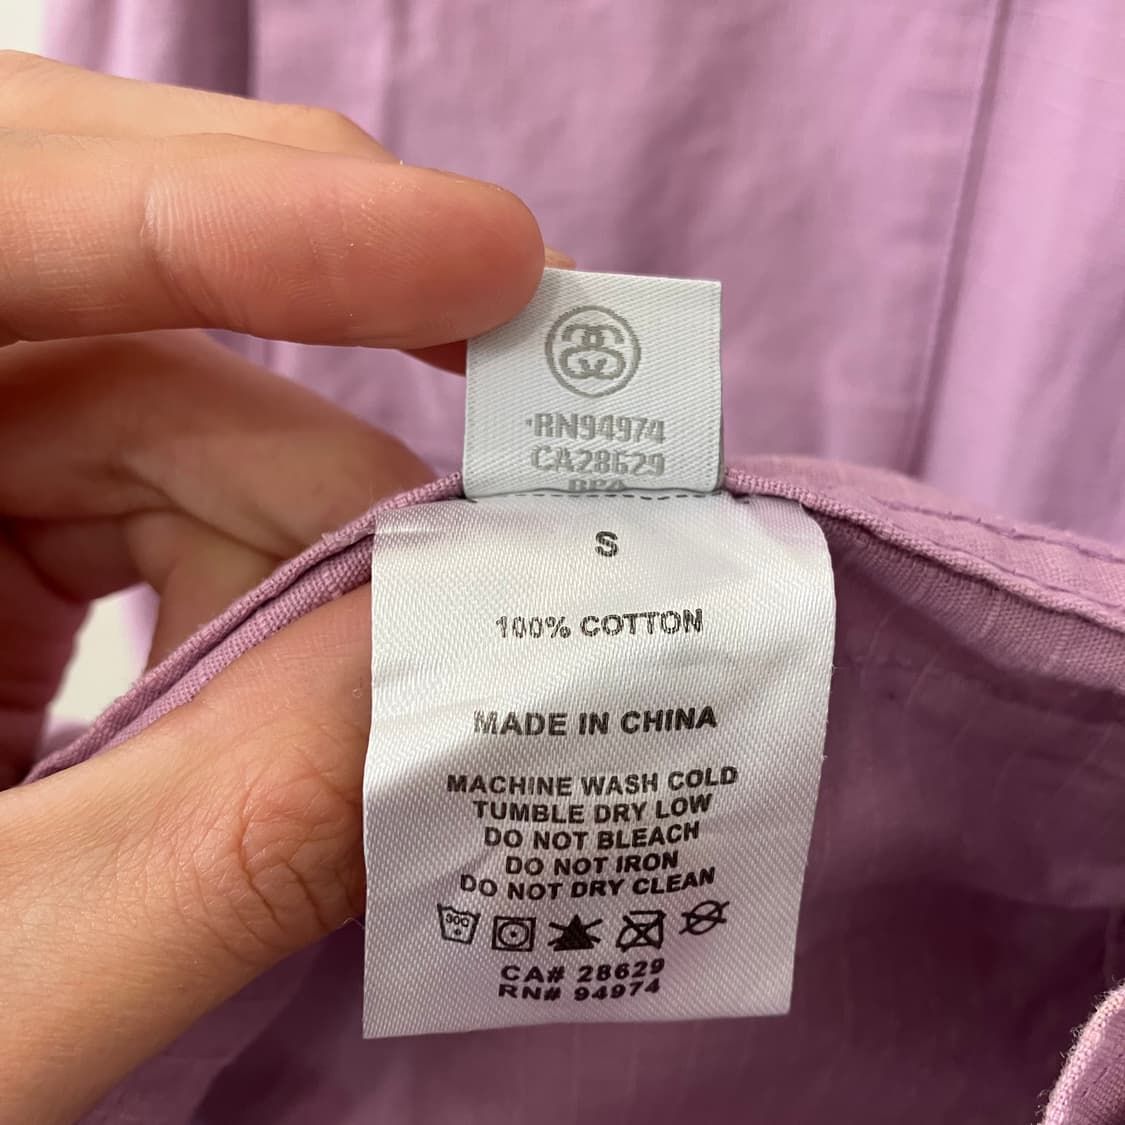 RN94974
CA28629
S
100% COTTON
MADE IN CHINA
MACHINE WASH COLD
TUMBLE DRY LOW
DO NOT BLEACH
DO NOT IRON
DO NOT DRY CLEAN
30C
CA# 28629
RN# 94974